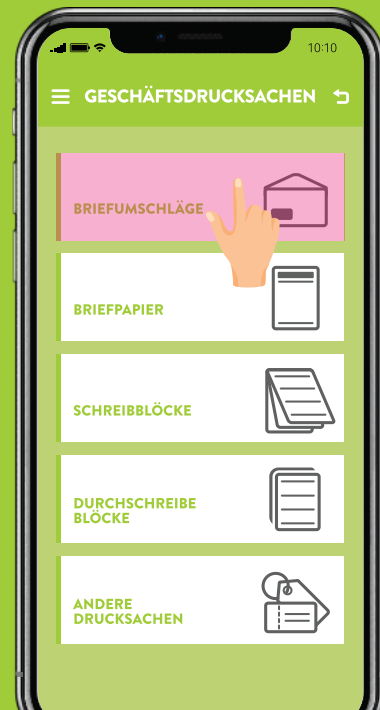 10:10
GESCHÄFTSDRUCKSACHEN
BRIEFUMSCHLÄGE
BRIEFPAPIER
SCHREIBBLÖCKE
DURCHSCHREIBE
BLÖCKE
ANDERE
DRUCKSACHEN